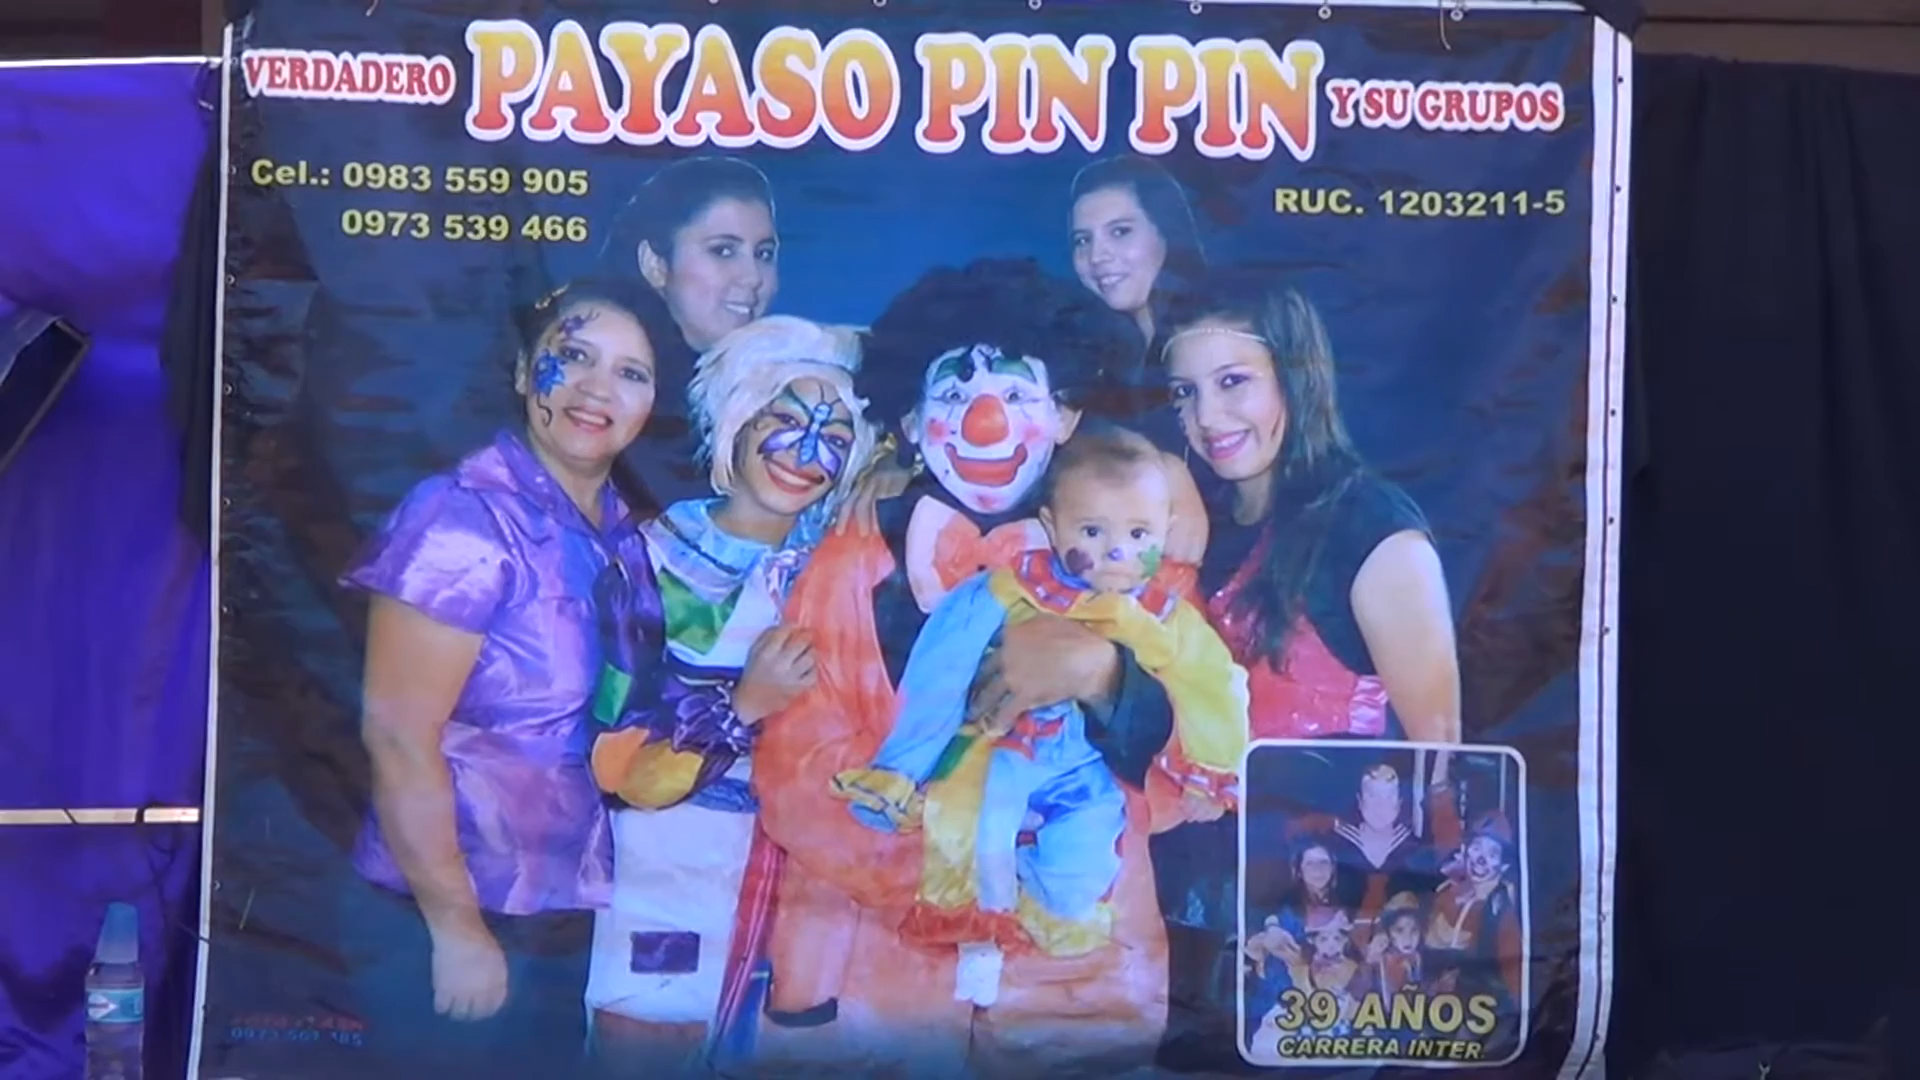 VERDADERO PAYASO PIN PIN Y SU GRUPOS
Cel.: 0983 559 905
0973 539 466
RUC. 1203211-5
39 AÑOS
CARRERA INTER.